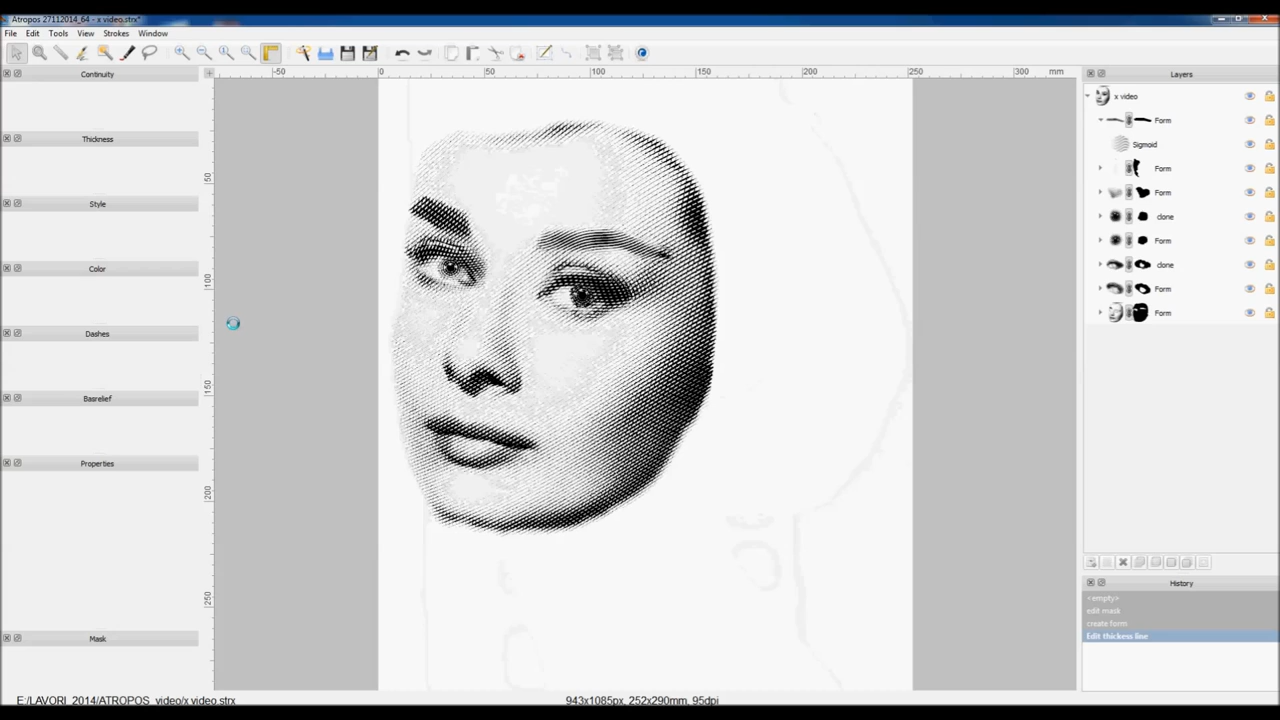 Atropos 27112014_64 - x video.strx*
File Edit Tools View Strokes Window
Continuity
Thickness
Style
Color
Dashes
Basrelief
Properties
Mask
-50 0 50 100 150 200 250 300 mm
50
100
150
200
250
Layers
x video
Form
Sigmoid
Form
Form
clone
Form
clone
Form
Form
History
<empty>
edit mask
create form
Edit thickess line
E:/LAVORI_2014/ATROPOS_video/x video.strx
943x1085px, 252x290mm, 95dpi